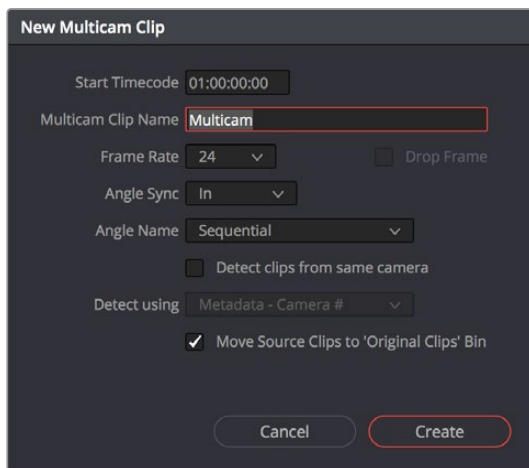 New Multicam Clip
Start Timecode 01:00:00:00
Multicam Clip Name Multicam
Frame Rate 24 Drop Frame
Angle Sync In
Angle Name Sequential
Detect clips from same camera
Detect using Metadata - Camera #
Move Source Clips to 'Original Clips' Bin
Cancel Create